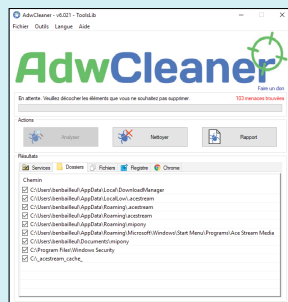 AdwCleaner - v6.021 - ToolsLib
Fichier Outils Langue Aide
AdwCleaner
Faire un don
En attente. Veuillez décocher les éléments que vous ne souhaitez pas supprimer. 103 menaces trouvées
Actions
Analyser Nettoyer Rapport
Résultats
Services Dossiers Fichiers Registre Chrome
Chemin
C:\Users\benbailleul\AppData\Local\DownloadManager
C:\Users\benbailleul\AppData\LocalLow\.acestream
C:\Users\benbailleul\AppData\Roaming\.acestream
C:\Users\benbailleul\AppData\Roaming\acestream
C:\Users\benbailleul\AppData\Roaming\mipony
C:\Users\benbailleul\AppData\Roaming\Microsoft\Windows\Start Menu\Programs\Ace Stream Media
C:\Users\benbailleul\Documents\mipony
C:\Program Files\Windows Security
C:\_acestream_cache_